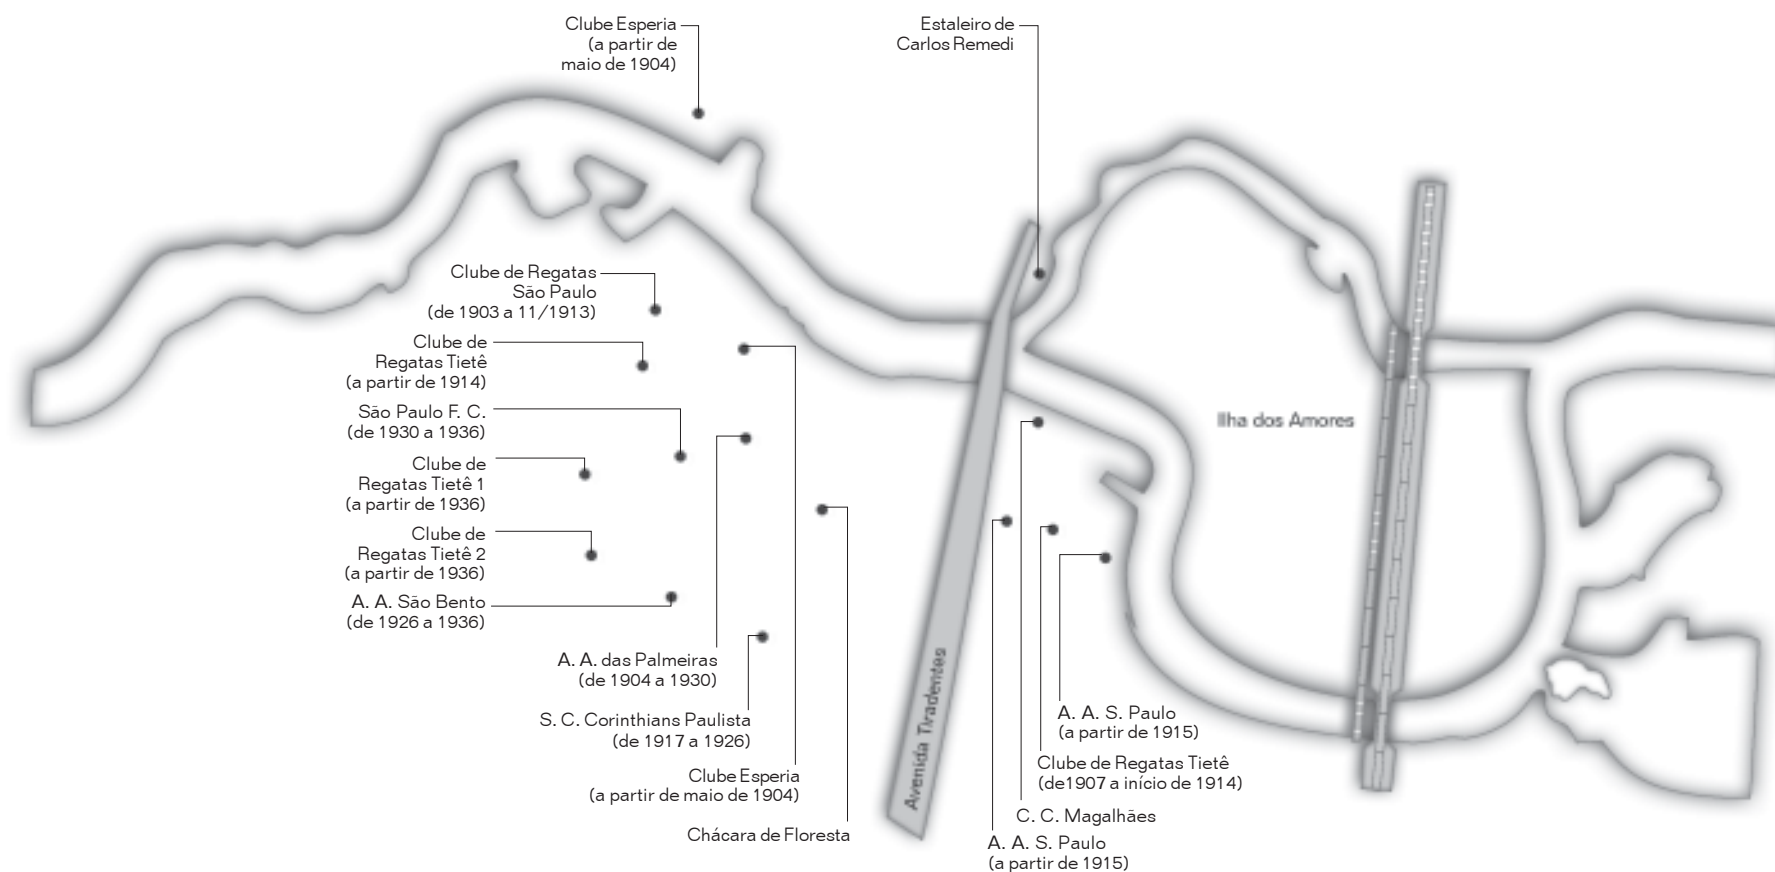 Clube Esperia
(a partir de
maio de 1904)
Estaleiro de
Carlos Remedi
Clube de Regatas
São Paulo
(de 1903 a 11/1913)
Clube de
Regatas Tietê
(a partir de 1914)
São Paulo F. C.
(de 1930 a 1936)
Clube de
Regatas Tietê 1
(a partir de 1936)
Clube de
Regatas Tietê 2
(a partir de 1936)
A. A. São Bento
(de 1926 a 1936)
A. A. das Palmeiras
(de 1904 a 1930)
S. C. Corinthians Paulista
(de 1917 a 1926)
Clube Esperia
(a partir de maio de 1904)
Chácara de Floresta
Avenida Tiradentes
Ilha dos Amores
A. A. S. Paulo
(a partir de 1915)
Clube de Regatas Tietê
(de1907 a início de 1914)
C. C. Magalhães
A. A. S. Paulo
(a partir de 1915)